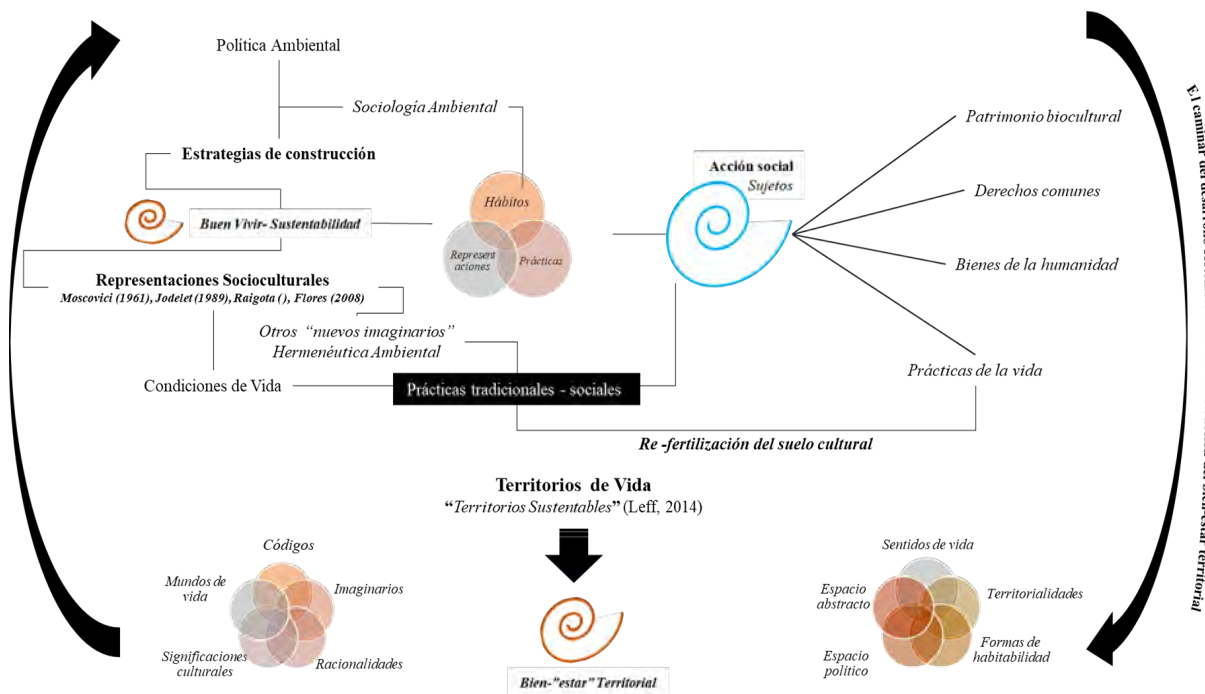 Política Ambiental
Sociología Ambiental
Estrategias de construcción
Buen Vivir- Sustentabilidad
Representaciones Socioculturales
Moscovici (1961), Jodelet (1989), Raigota ( ), Flores (2008)
Otros “nuevos imaginarios”
Hermenéutica Ambiental
Condiciones de Vida
Prácticas tradicionales - sociales
Hábitos
Represent
aciones
Prácticas
Acción social
Sujetos
Patrimonio biocultural
Derechos comunes
Bienes de la humanidad
Prácticas de la vida
Re -fertilización del suelo cultural
Territorios de Vida
“Territorios Sustentables” (Leff, 2014)
Códigos
Mundos de
vida
Imaginarios
Significaciones
culturales
Racionalidades
Bien-”estar” Territorial
Sentidos de vida
Espacio
abstracto
Territorialidades
Espacio
político
Formas de
habitabilidad
El caminar del
territorial